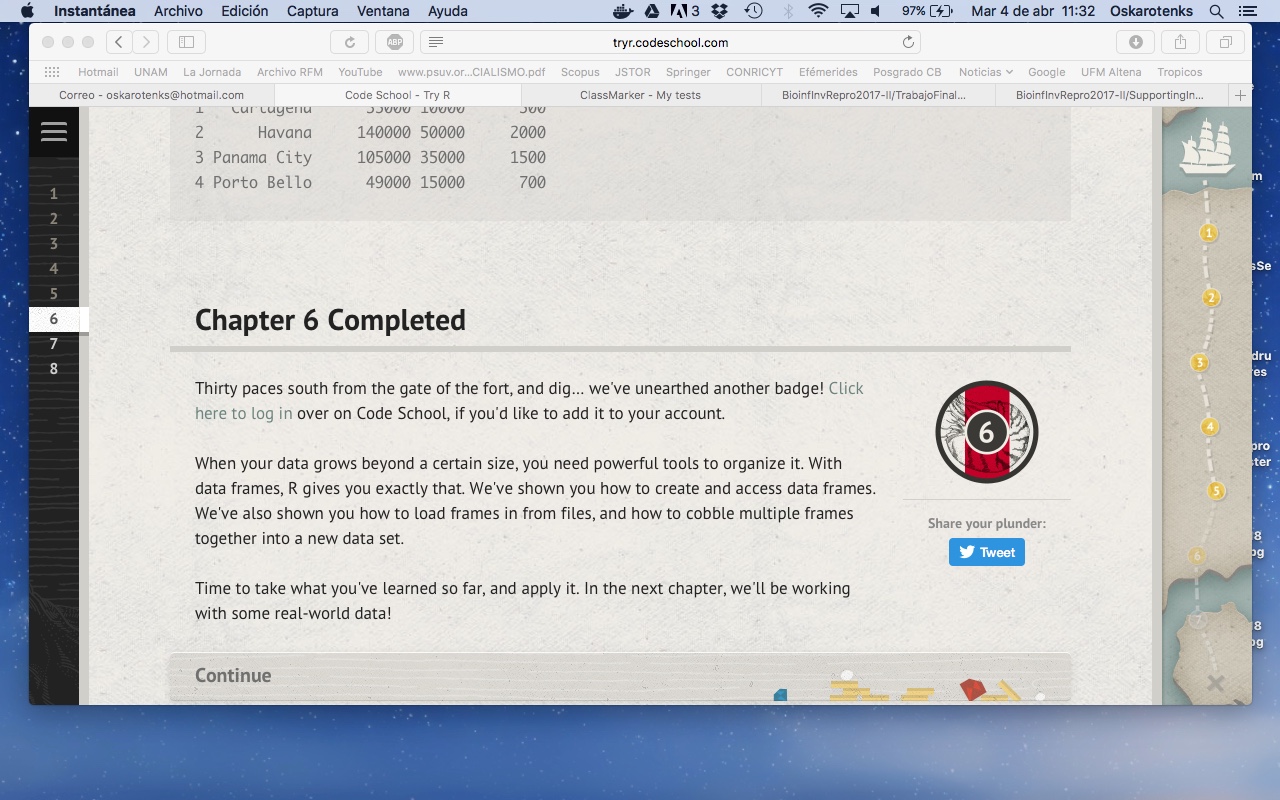 Instantánea Archivo Edición Captura Ventana Ayuda 3 97% Mar 4 de abr 11:32 Oskarotenks
ABP tryr.codeschool.com
Hotmail UNAM La Jornada Archivo RFM YouTube www.psuv.or...CIALISMO.pdf Scopus JSTOR Springer CONRICYT Efémerides Posgrado CB Noticias Google UFM Altena Tropicos
Correo - oskarotenks@hotmail.com Code School - Try R ClassMarker - My tests BioinfInvRepro2017-II/TrabajoFinal... BioinfInvRepro2017-II/SupportingIn... +
1 Cartagena 35000 10000 500
2 Havana 140000 50000 2000
3 Panama City 105000 35000 1500
4 Porto Bello 49000 15000 700
1
2
3
4
5
6
7
8
Chapter 6 Completed
Thirty paces south from the gate of the fort, and dig... we've unearthed another badge! Click
here to log in over on Code School, if you'd like to add it to your account.
When your data grows beyond a certain size, you need powerful tools to organize it. With
data frames, R gives you exactly that. We've shown you how to create and access data frames.
We've also shown you how to load frames in from files, and how to cobble multiple frames
together into a new data set.
Time to take what you've learned so far, and apply it. In the next chapter, we'll be working
with some real-world data!
Continue
6
Share your plunder:
Tweet
1
2
3
4
5
6
7
m
sSe
dru
res
pro
ster
8
pg
8
pg